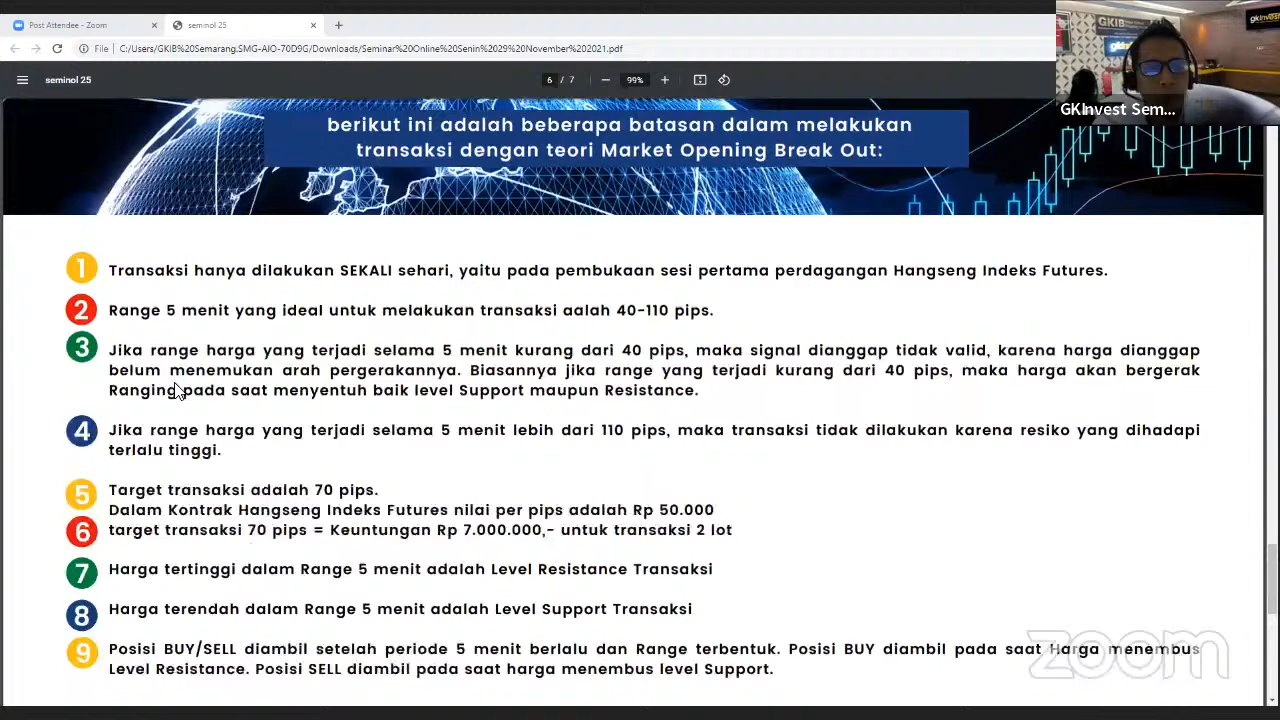 Post Attendee - Zoom
seminol 25
File
C:/Users/GKIB%20Semarang.SMG-AIO-70D9G/Downloads/Seminar%20Online%20Senin%2029%20November%202021.pdf
seminol 25
6 / 7
99%
GKInvest Sem...
berikut ini adalah beberapa batasan dalam melakukan
transaksi dengan teori Market Opening Break Out:
1 Transaksi hanya dilakukan SEKALI sehari, yaitu pada pembukaan sesi pertama perdagangan Hangseng Indeks Futures.
2 Range 5 menit yang ideal untuk melakukan transaksi aalah 40-110 pips.
3 Jika range harga yang terjadi selama 5 menit kurang dari 40 pips, maka signal dianggap tidak valid, karena harga dianggap
belum menemukan arah pergerakannya. Biasannya jika range yang terjadi kurang dari 40 pips, maka harga akan bergerak
Ranging pada saat menyentuh baik level Support maupun Resistance.
4 Jika range harga yang terjadi selama 5 menit lebih dari 110 pips, maka transaksi tidak dilakukan karena resiko yang dihadapi
terlalu tinggi.
5 Target transaksi adalah 70 pips.
Dalam Kontrak Hangseng Indeks Futures nilai per pips adalah Rp 50.000
6 target transaksi 70 pips = Keuntungan Rp 7.000.000,- untuk transaksi 2 lot
7 Harga tertinggi dalam Range 5 menit adalah Level Resistance Transaksi
8 Harga terendah dalam Range 5 menit adalah Level Support Transaksi
9 Posisi BUY/SELL diambil setelah periode 5 menit berlalu dan Range terbentuk. Posisi BUY diambil pada saat Harga menembus
Level Resistance. Posisi SELL diambil pada saat harga menembus level Support.
zoom